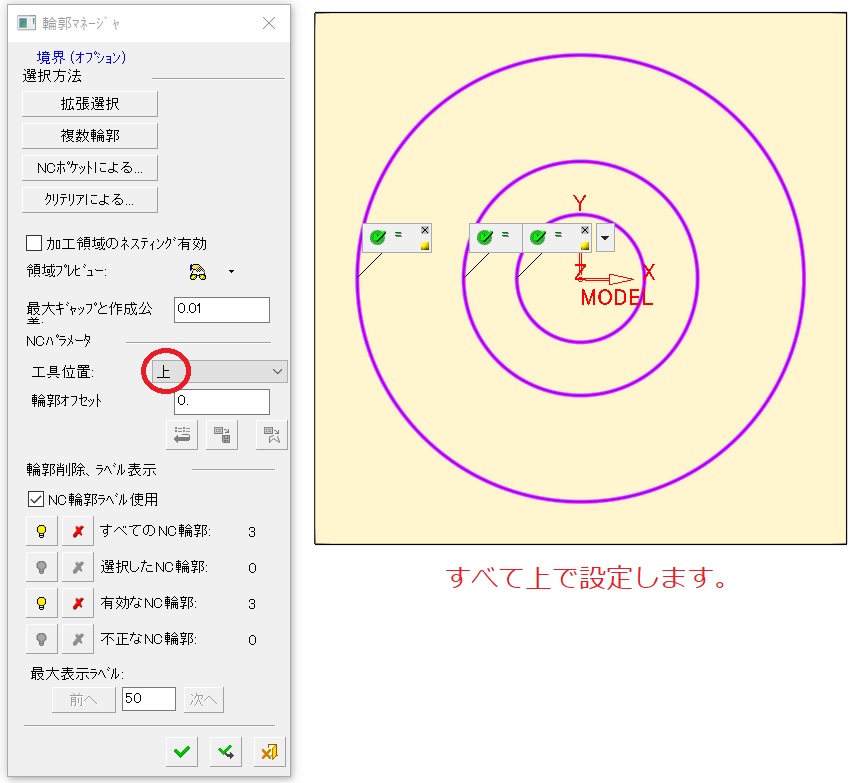 輪郭ﾏﾈｰｼﾞｬ
境界 (ｵﾌﾟｼｮﾝ)
選択方法
拡張選択
複数輪郭
NCﾎﾟｹｯﾄによる...
ｸﾘﾃﾘｱによる...
加工領域のネスティング有効
領域プレビュー:
最大ｷﾞｬｯﾌﾟと作成公
差:
0.01
NCﾊﾟﾗﾒｰﾀ
工具位置:
上
輪郭オフセット
0.
輪郭削除、ﾗﾍﾞﾙ表示
NC輪郭ﾗﾍﾞﾙ使用
すべてのNC輪郭: 3
選択したNC輪郭: 0
有効なNC輪郭: 3
不正なNC輪郭: 0
最大表示ﾗﾍﾞﾙ:
前へ 50 次へ
Y
Z X
MODEL
すべて上で設定します。